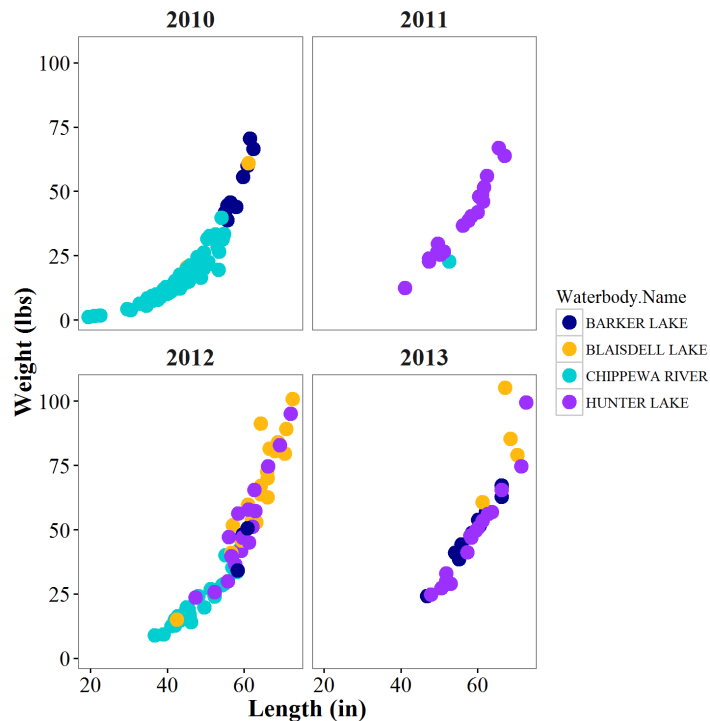 2010
2011
100
75
50
25
0
Weight (lbs)
Waterbody.Name
BARKER LAKE
BLAISDELL LAKE
CHIPPEWA RIVER
HUNTER LAKE
2012
2013
100
75
50
25
0
20 40 60 20 40 60
Length (in)